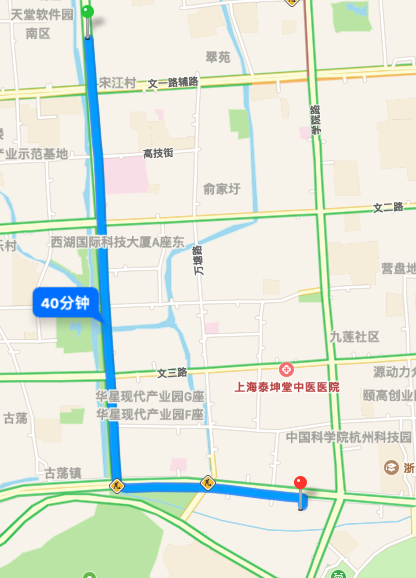 天堂软件园
南区
翠苑
宋江村
文一路辅路
学院路
高技街
产业示范基地
俞家圩
文二路
西湖国际科技大厦A座东
乐村
万塘路
营盘地
40分钟
九莲社区
文三路
源动力
上海泰坤堂中医医院
华星现代产业园G座
颐高创业
华星现代产业园F座
古荡
中国科学院杭州科技园
浙
古荡镇